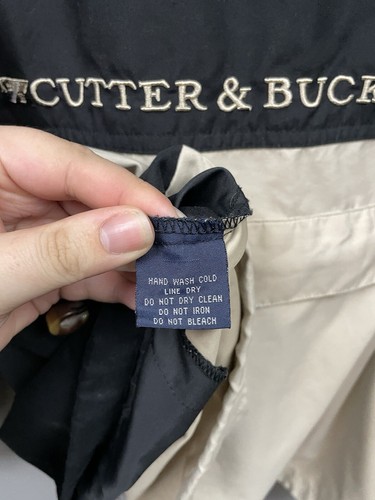 CUTTER & BUCK
HAND WASH COLD
LINE DRY
DO NOT DRY CLEAN
DO NOT IRON
DO NOT BLEACH